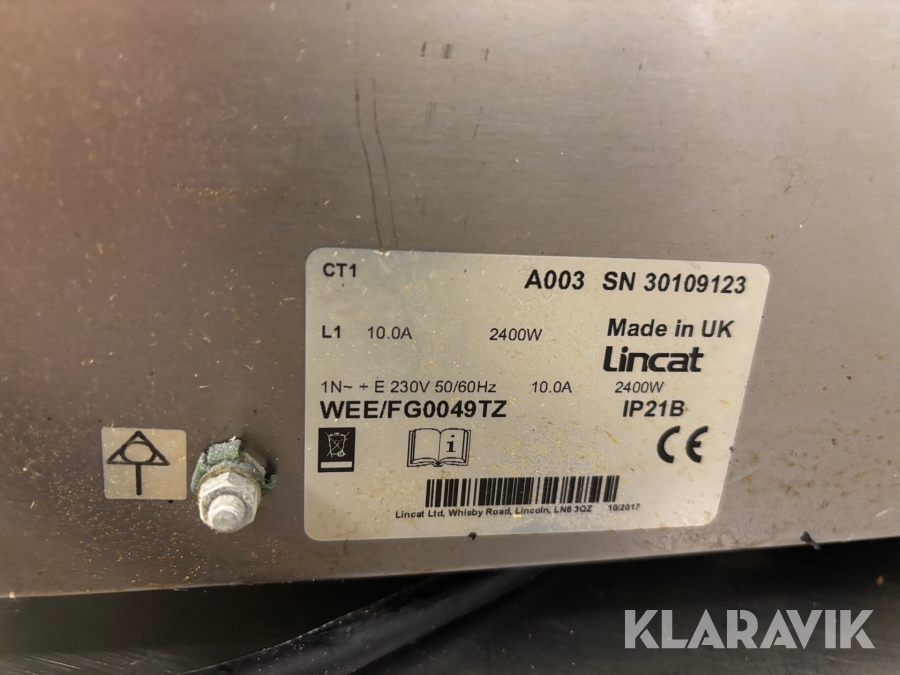 CT1
A003 SN 30109123
L1 10.0A 2400W
Made in UK
Lincat
1N~ + E 230V 50/60Hz 10.0A 2400W
WEE/FG0049TZ
IP21B
i
CE
Lincat Ltd, Whisby Road, Lincoln, LN6 3QZ 10/2017
KLARAVIK